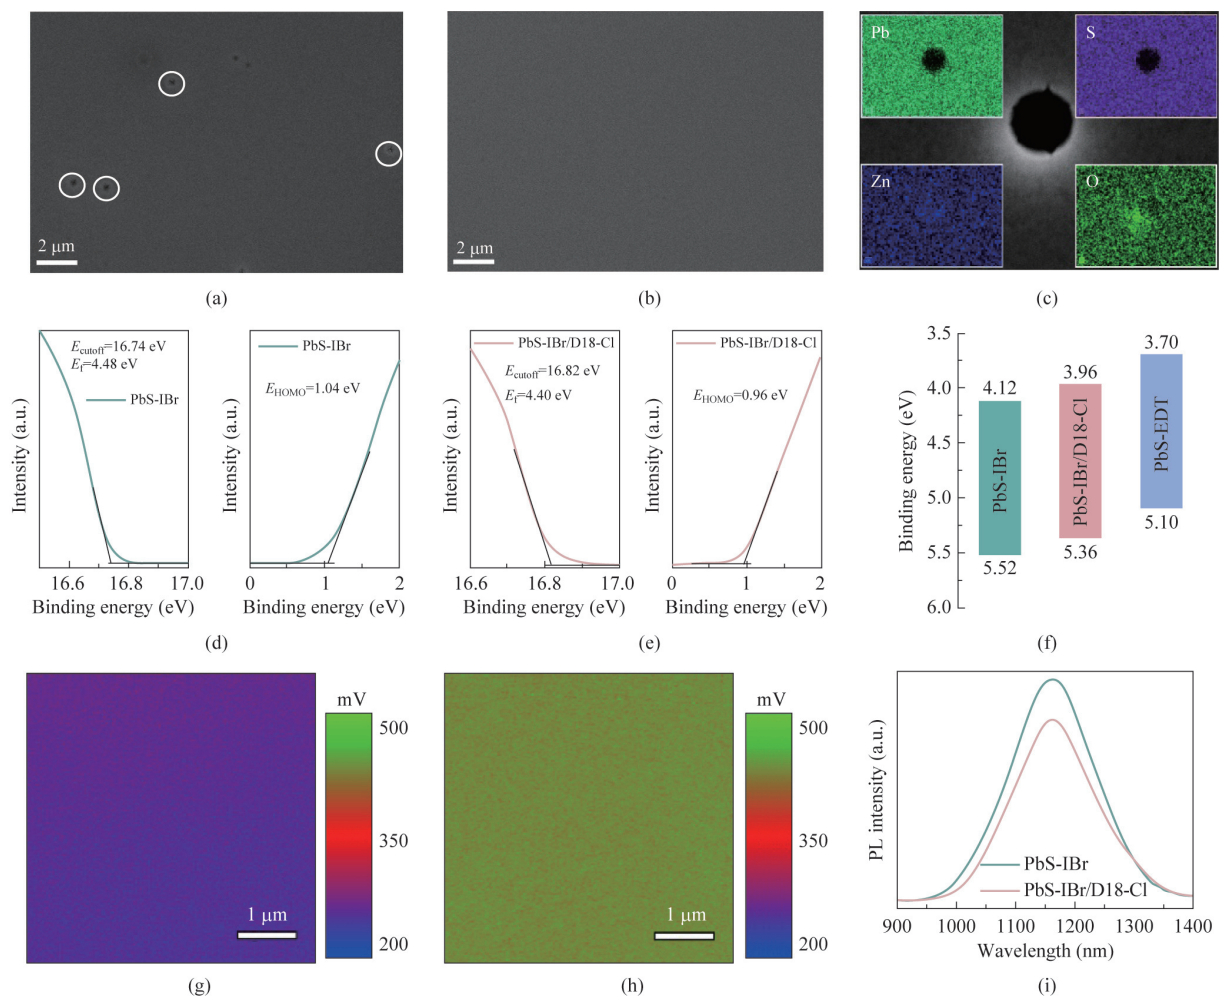 2 μm
(a)
2 μm
(b)
Pb
S
Zn
O
(c)
Intensity (a.u.)
E_cutoff=16.74 eV
E_f=4.48 eV
PbS-IBr
16.6 16.8 17.0
Binding energy (eV)
Intensity (a.u.)
PbS-IBr
E_HOMO=1.04 eV
0 1 2
Binding energy (eV)
(d)
Intensity (a.u.)
PbS-IBr/D18-Cl
E_cutoff=16.82 eV
E_f=4.40 eV
16.6 16.8 17.0
Binding energy (eV)
Intensity (a.u.)
PbS-IBr/D18-Cl
E_HOMO=0.96 eV
0 1 2
Binding energy (eV)
(e)
Binding energy (eV)
3.5
4.0
4.5
5.0
5.5
6.0
4.12
PbS-IBr
5.52
3.96
PbS-IBr/D18-Cl
5.36
3.70
PbS-EDT
5.10
(f)
1 μm
mV
500
350
200
(g)
1 μm
mV
500
350
200
(h)
PL intensity (a.u.)
PbS-IBr
PbS-IBr/D18-Cl
900 1000 1100 1200 1300 1400
Wavelength (nm)
(i)